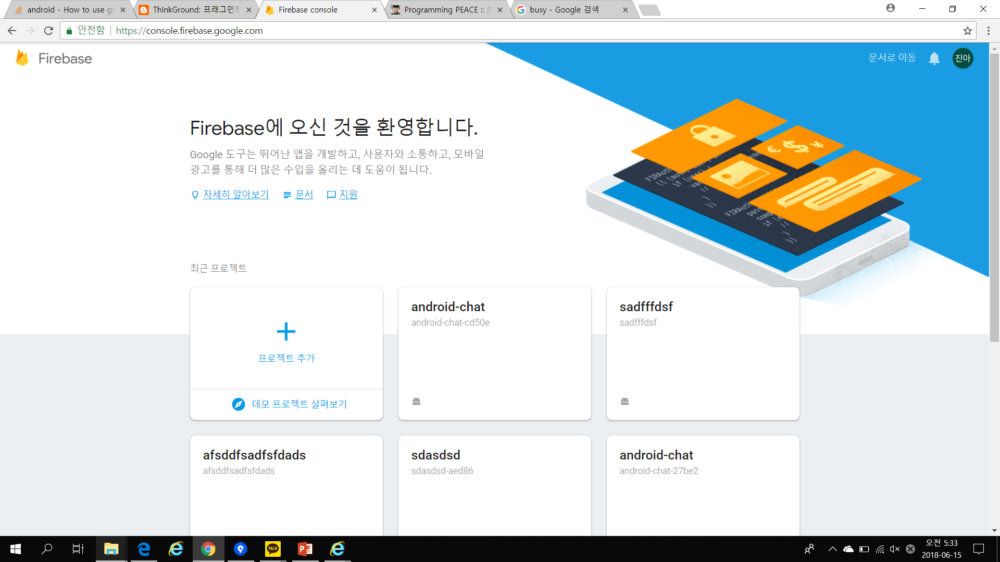 android - How to use ge
ThinkGround: 프래그먼트
Firebase console
Programming PEACE :: [
busy - Google 검색
안전함
https://console.firebase.google.com
Firebase
문서로 이동
진아
Firebase에 오신 것을 환영합니다.
Google 도구는 뛰어난 앱을 개발하고, 사용자와 소통하고, 모바일
광고를 통해 더 많은 수입을 올리는 데 도움이 됩니다.
자세히 알아보기 문서 지원
최근 프로젝트
프로젝트 추가
데모 프로젝트 살펴보기
android-chat
android-chat-cd50e
sadfffdsf
sadfffdsf
afsddfsadfsfdads
afsddfsadfsfdads
sdasdsd
sdasdsd-aed86
android-chat
android-chat-27be2
TALK
오전 5:33
2018-06-15